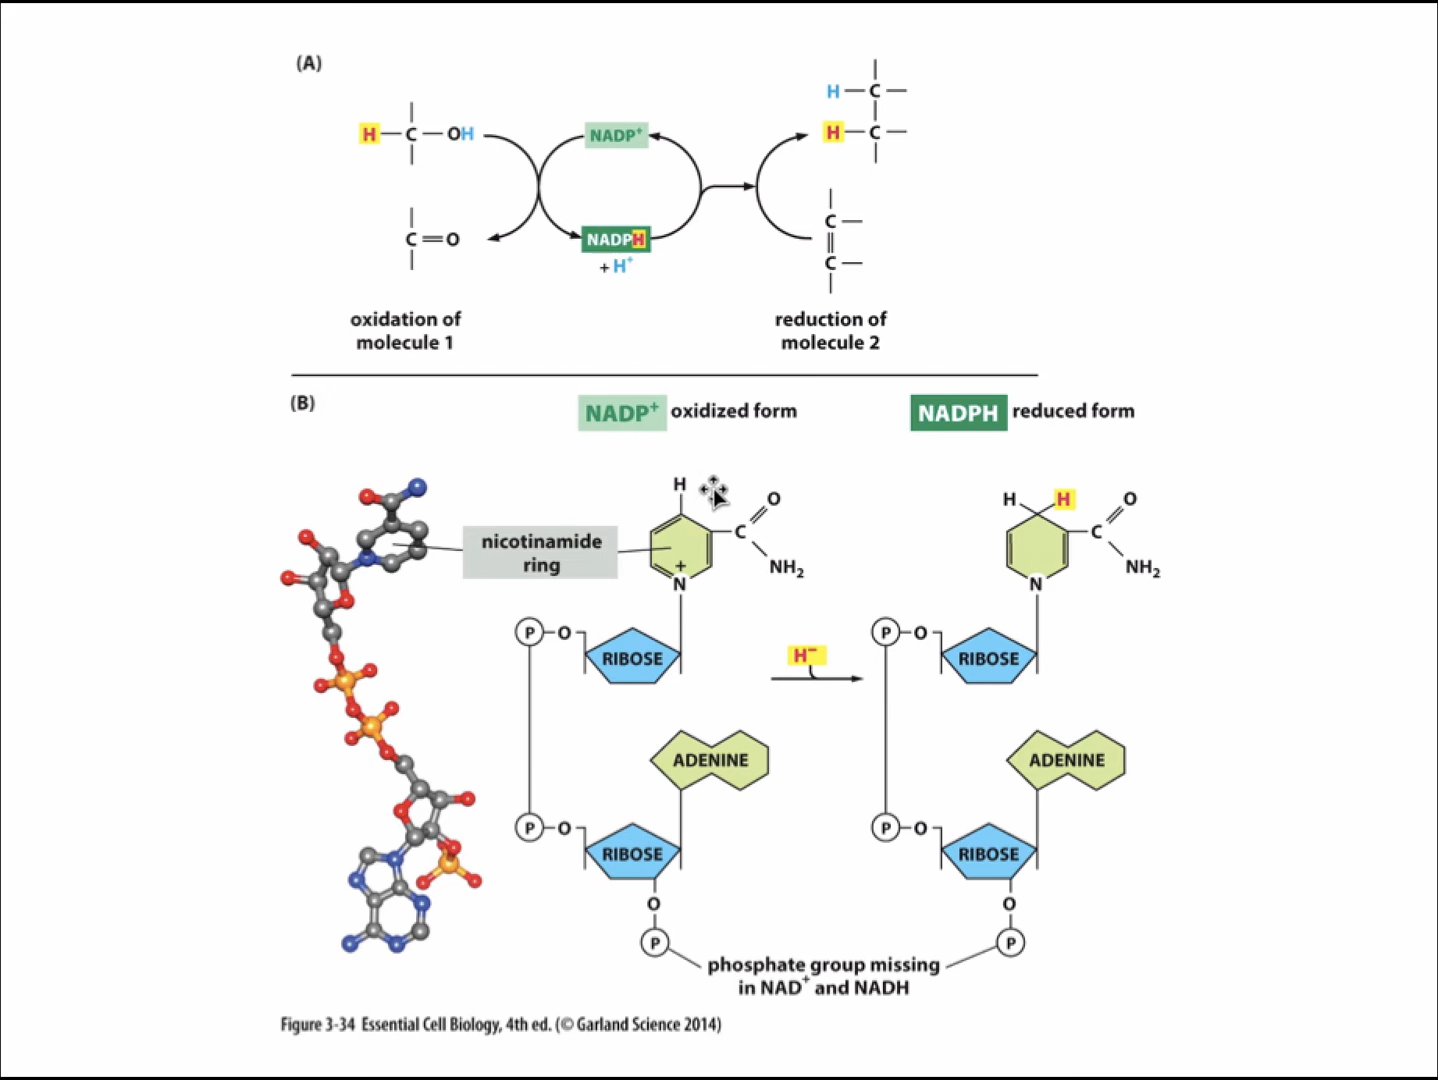 (A)
H
C
OH
NADP⁺
H
C
H
C
C
O
NADPH
+ H⁺
C
C
oxidation of
molecule 1
reduction of
molecule 2
(B)
NADP⁺ oxidized form
NADPH reduced form
nicotinamide
ring
H
O
C
NH₂
+
N
P
O
RIBOSE
ADENINE
P
O
RIBOSE
O
P
H⁻
H
H
O
C
NH₂
N
P
O
RIBOSE
ADENINE
P
O
RIBOSE
O
P
phosphate group missing
in NAD⁺ and NADH
Figure 3-34 Essential Cell Biology, 4th ed. (© Garland Science 2014)